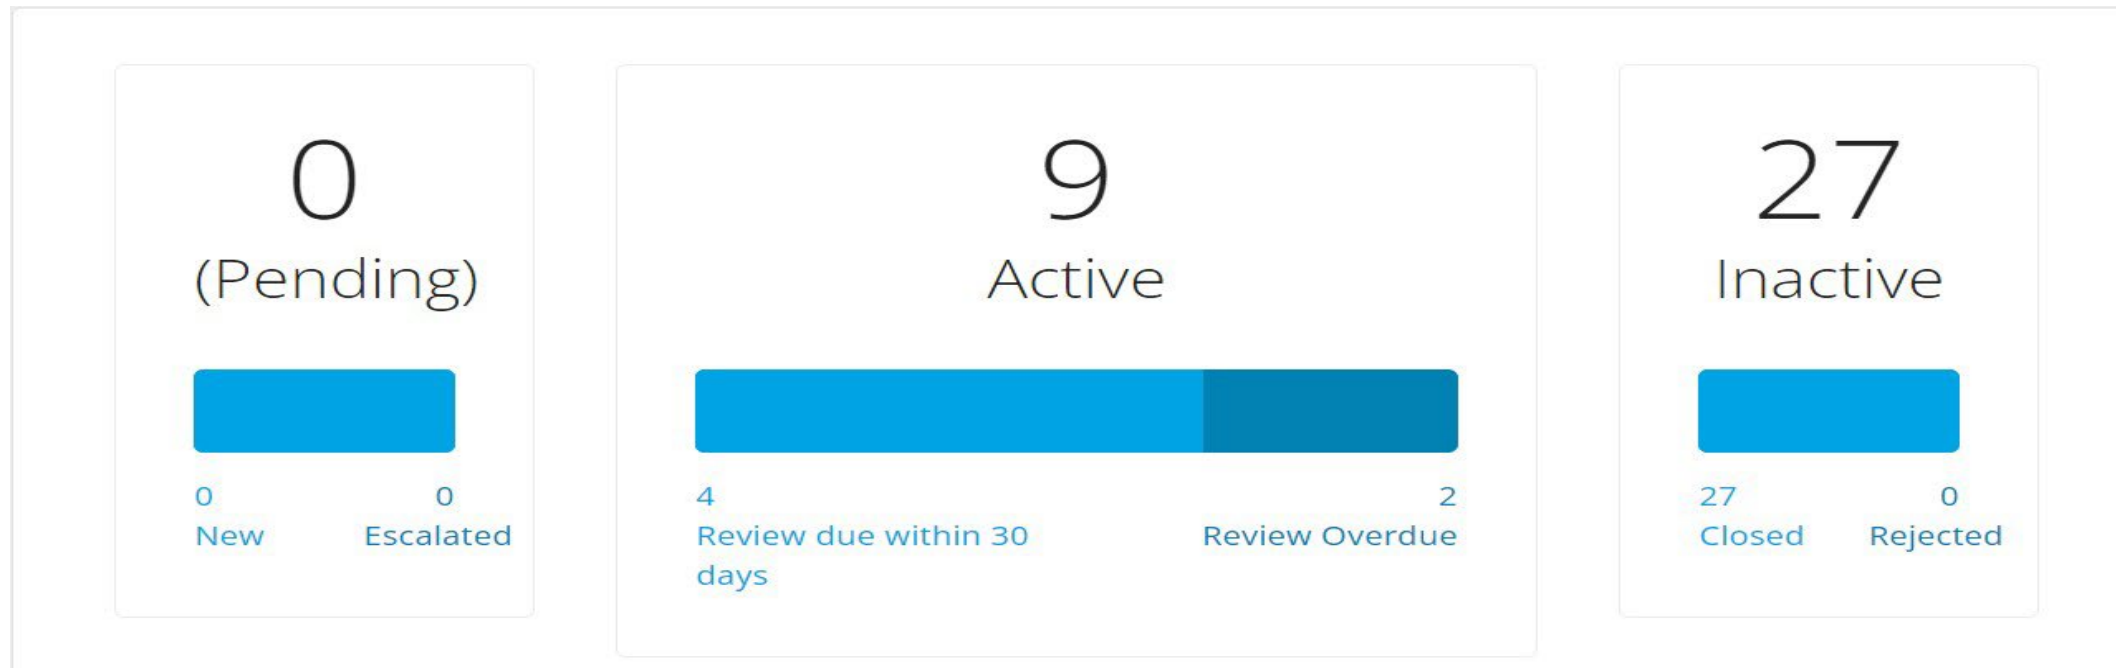 0
(Pending)
0
New
0
Escalated
9
Active
4
Review due within 30
days
2
Review Overdue
27
Inactive
27
Closed
0
Rejected